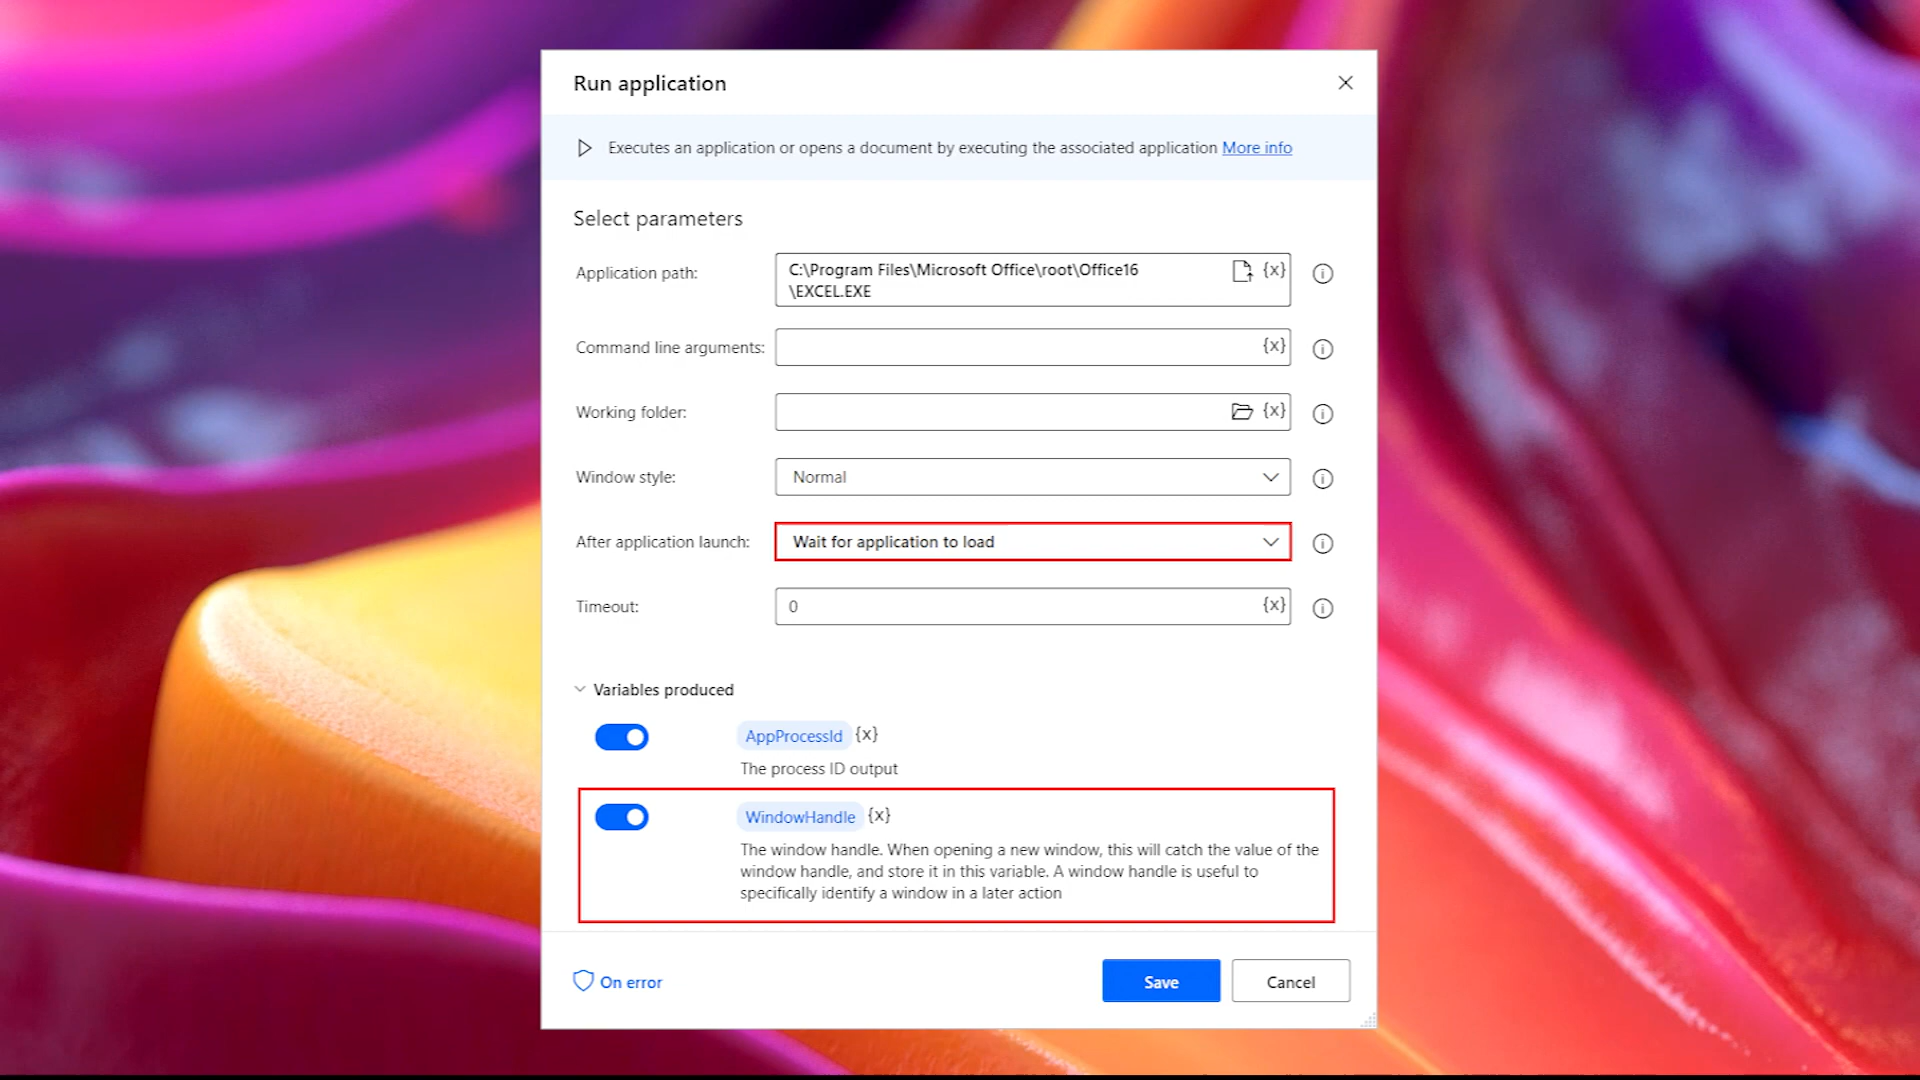 Run application
Executes an application or opens a document by executing the associated application More info
Select parameters
Application path:
C:\Program Files\Microsoft Office\root\Office16
\EXCEL.EXE
{x}
Command line arguments:
{x}
Working folder:
{x}
Window style:
Normal
After application launch:
Wait for application to load
Timeout:
0
{x}
Variables produced
AppProcessId {x}
The process ID output
WindowHandle {x}
The window handle. When opening a new window, this will catch the value of the
window handle, and store it in this variable. A window handle is useful to
specifically identify a window in a later action
On error
Save
Cancel